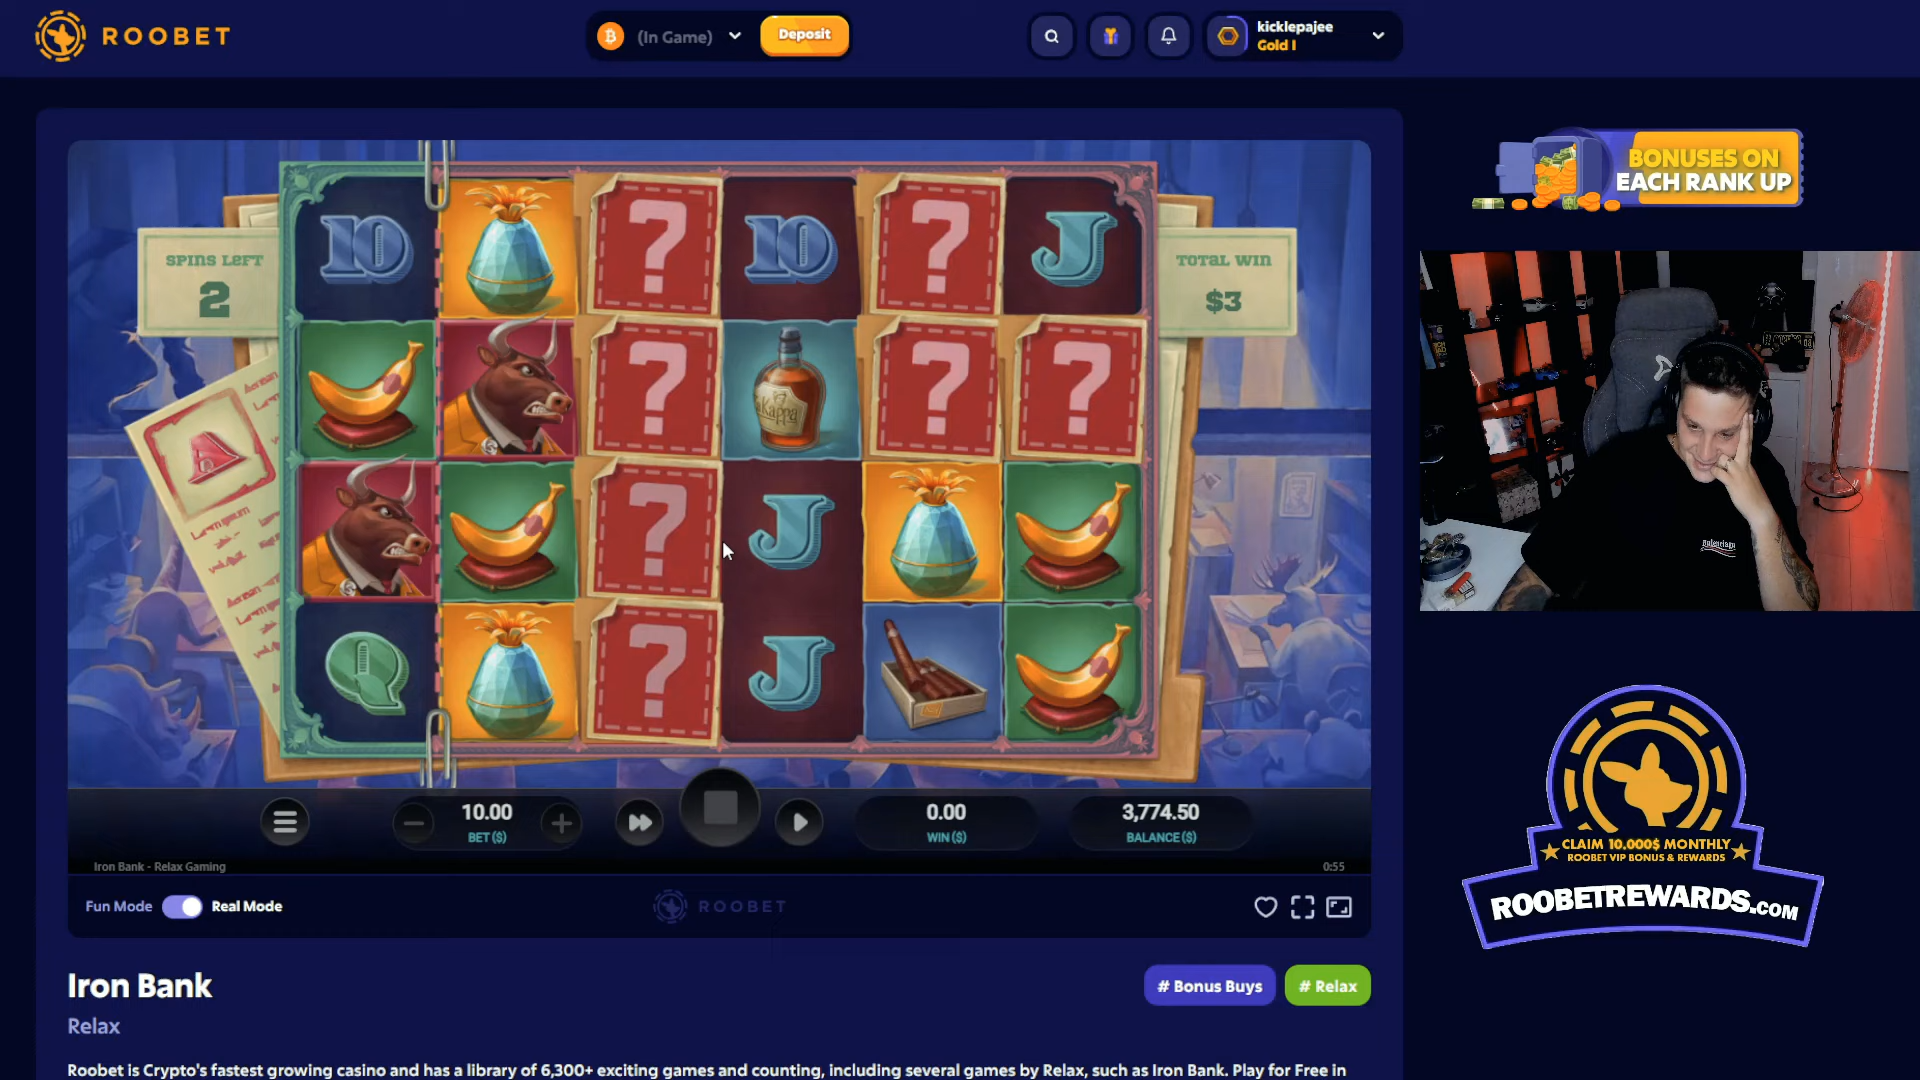 ROOBET
(In Game)
Deposit
kicklepajee
Gold I
BONUSES ON
EACH RANK UP
SPINS LEFT
2
TOTAL WIN
$3
10
?
10
?
J
?
Kappa
?
?
?
J
Q
?
J
Balenciaga
10.00
BET ($)
0.00
WIN ($)
3,774.50
BALANCE ($)
Iron Bank - Relax Gaming
0:55
Fun Mode
Real Mode
ROOBET
CLAIM 10.000$ MONTHLY
ROOBET VIP BONUS & REWARDS
ROOBETREWARDS.COM
Iron Bank
# Bonus Buys
# Relax
Relax
Roobet is Crypto's fastest growing casino and has a library of 6,300+ exciting games and counting, including several games by Relax, such as Iron Bank. Play for Free in